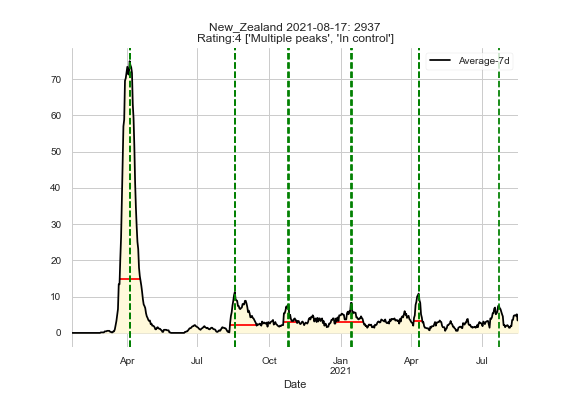 New_Zealand 2021-08-17: 2937
Rating:4 ['Multiple peaks', 'In control']
Average-7d
70
60
50
40
30
20
10
0
Apr Jul Oct Jan Apr Jul
2021
Date